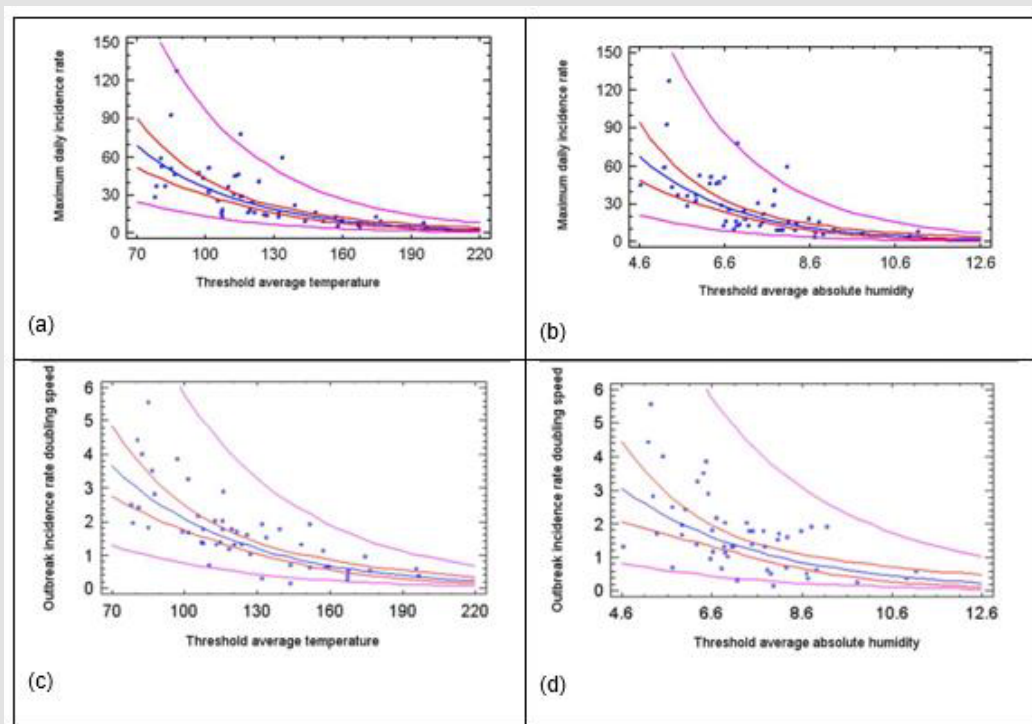 Maximum daily incidence rate
150
120
90
60
30
0
70 100 130 160 190 220
Threshold average temperature
(a)
Maximum daily incidence rate
150
120
90
60
30
0
4.6 6.6 8.6 10.6 12.6
Threshold average absolute humidity
(b)
Outbreak incidence rate doubling speed
6
5
4
3
2
1
0
70 100 130 160 190 220
Threshold average temperature
(c)
Outbreak incidence rate doubling speed
6
5
4
3
2
1
0
4.6 6.6 8.6 10.6 12.6
Threshold average absolute humidity
(d)